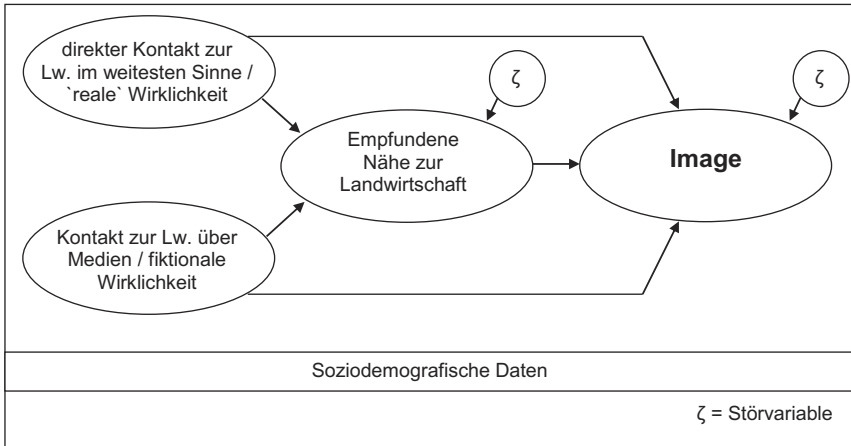 direkter Kontakt zur
Lw. im weitesten Sinne /
`reale` Wirklichkeit
ζ
ζ
Empfundene
Nähe zur
Landwirtschaft
Image
Kontakt zur Lw. über
Medien / fiktionale
Wirklichkeit
Soziodemografische Daten
ζ = Störvariable